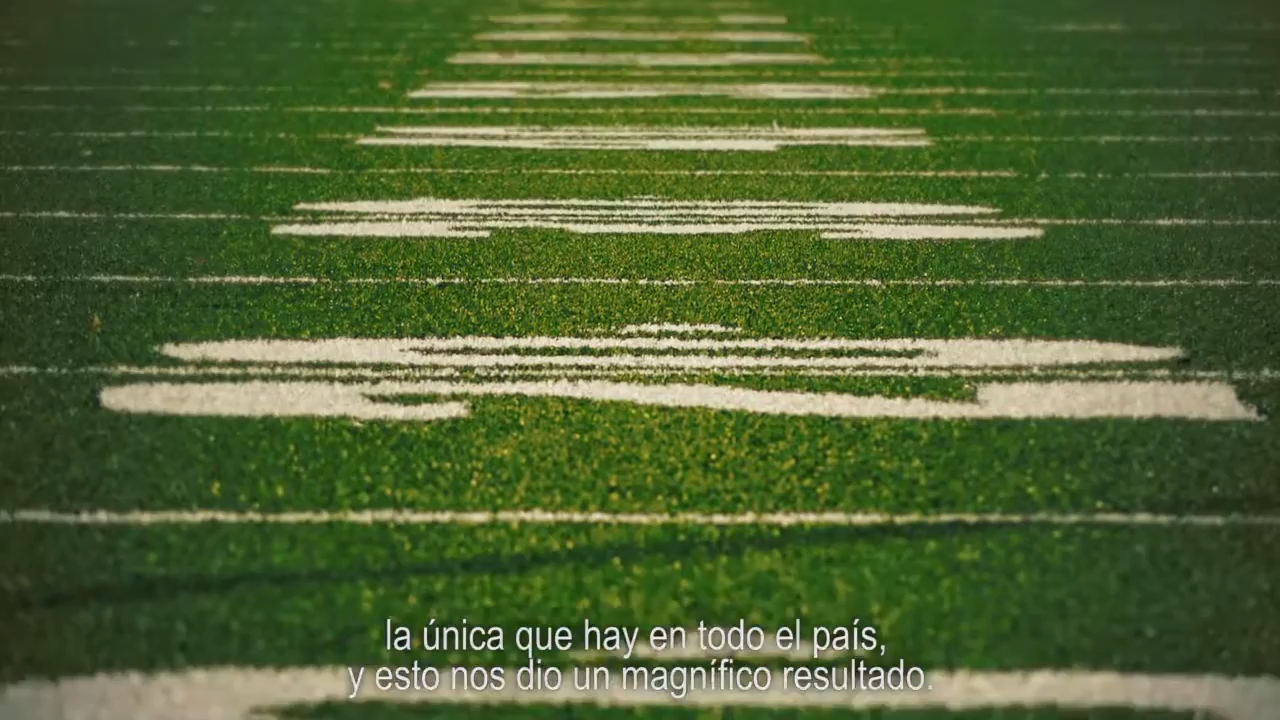 la única que hay en todo el país,
y esto nos dio un magnífico resultado.